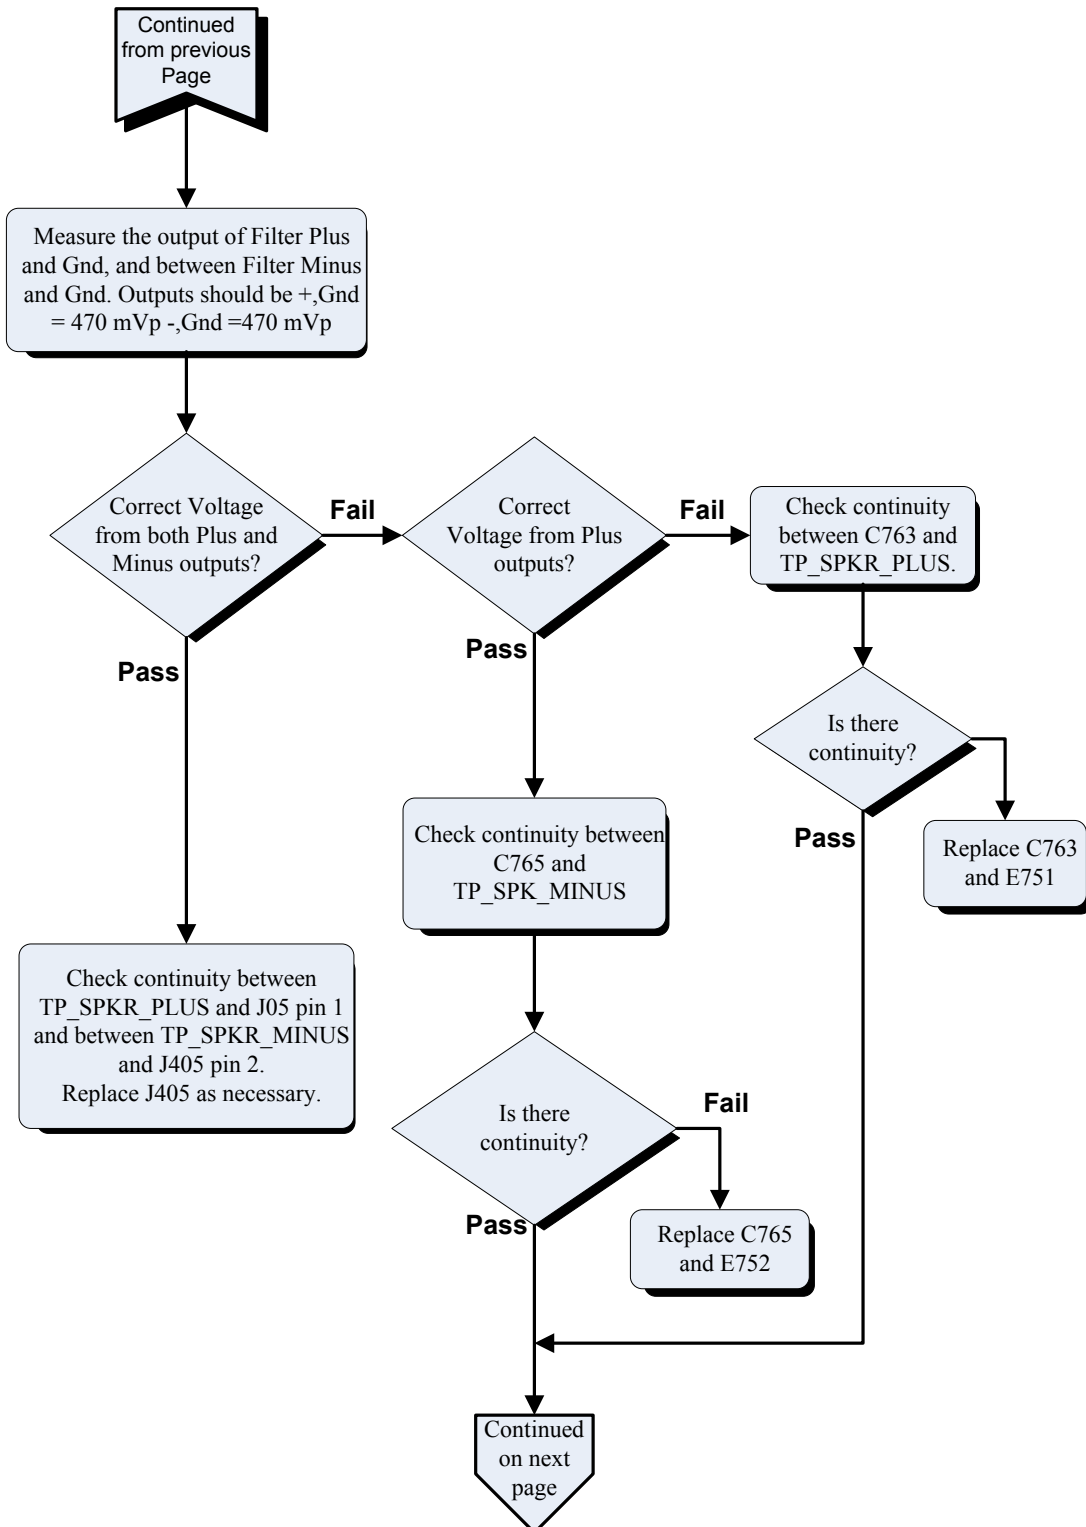 Continued
from previous
Page
Measure the output of Filter Plus
and Gnd, and between Filter Minus
and Gnd. Outputs should be +,Gnd
= 470 mVp -,Gnd =470 mVp
Correct Voltage
from both Plus and
Minus outputs?
Fail
Correct
Voltage from Plus
outputs?
Fail
Check continuity
between C763 and
TP_SPKR_PLUS.
Pass
Pass
Is there
continuity?
Pass
Replace C763
and E751
Check continuity between
C765 and
TP_SPK_MINUS
Check continuity between
TP_SPKR_PLUS and J05 pin 1
and between TP_SPKR_MINUS
and J405 pin 2.
Replace J405 as necessary.
Is there
continuity?
Fail
Pass
Replace C765
and E752
Continued
on next
page